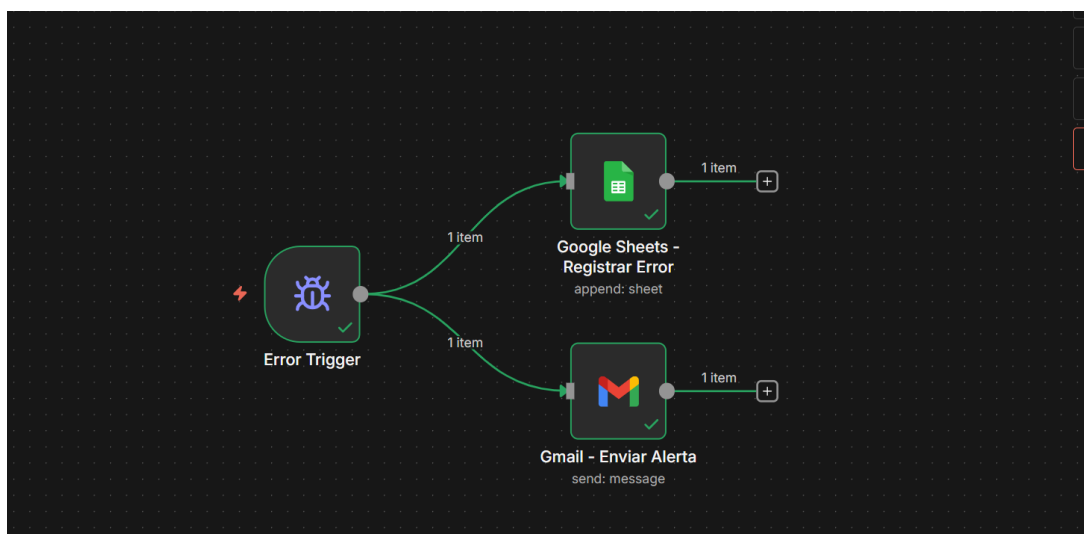 1 item
Google Sheets -
Registrar Error
append: sheet
1 item
Error Trigger
1 item
1 item
Gmail - Enviar Alerta
send: message